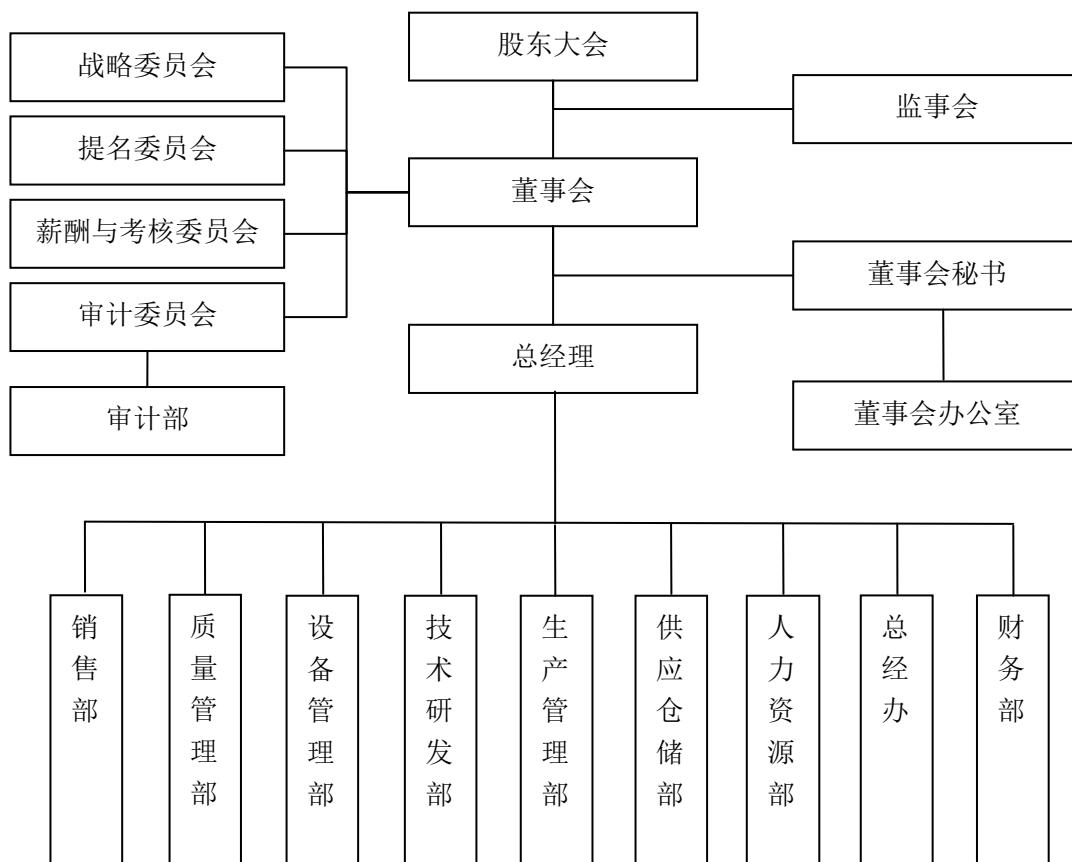 股东大会
战略委员会
监事会
提名委员会
董事会
薪酬与考核委员会
董事会秘书
审计委员会
总经理
审计部
董事会办公室
销售部
质量管理部
设备管理部
技术研发部
生产管理部
供应仓储部
人力资源部
总经办
财务部